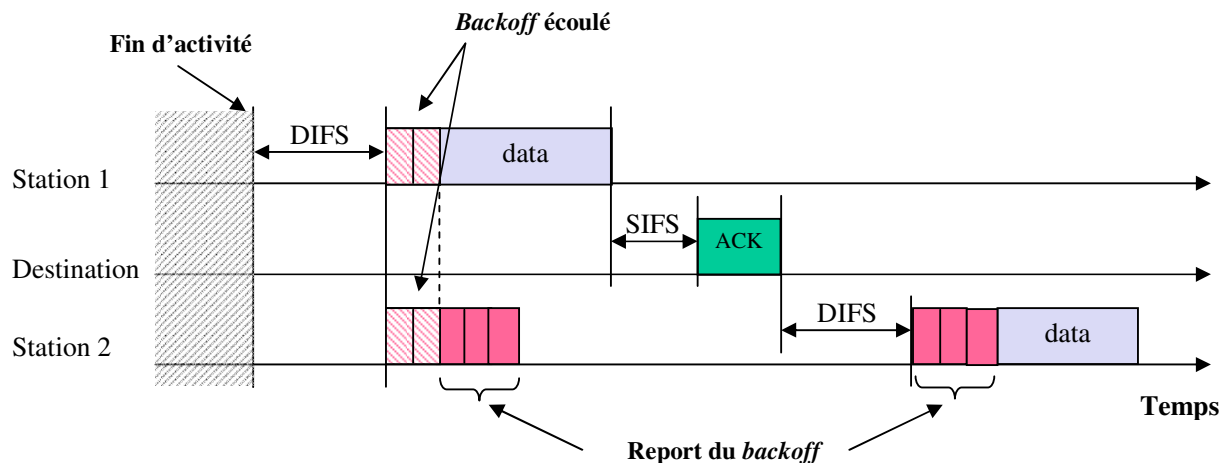 Backoff écoulé
Fin d'activité
DIFS
data
Station 1
SIFS
ACK
Destination
DIFS
data
Station 2
Temps
Report du backoff